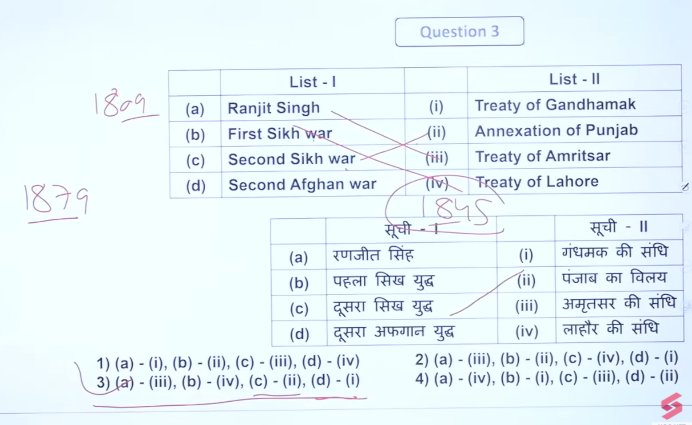 Question 3
List - I List - II
1809
(a) Ranjit Singh (i) Treaty of Gandhamak
(b) First Sikh war (ii) Annexation of Punjab
(c) Second Sikh war (iii) Treaty of Amritsar
(d) Second Afghan war (iv) Treaty of Lahore
1879
1845
सूची - I सूची - II
(a) रणजीत सिंह (i) गंधमक की संधि
(b) पहला सिख युद्ध (ii) पंजाब का विलय
(c) दूसरा सिख युद्ध (iii) अमृतसर की संधि
(d) दूसरा अफगान युद्ध (iv) लाहौर की संधि
1) (a) - (i), (b) - (ii), (c) - (iii), (d) - (iv) 2) (a) - (iii), (b) - (ii), (c) - (iv), (d) - (i)
3) (a) - (iii), (b) - (iv), (c) - (ii), (d) - (i) 4) (a) - (iv), (b) - (i), (c) - (iii), (d) - (ii)